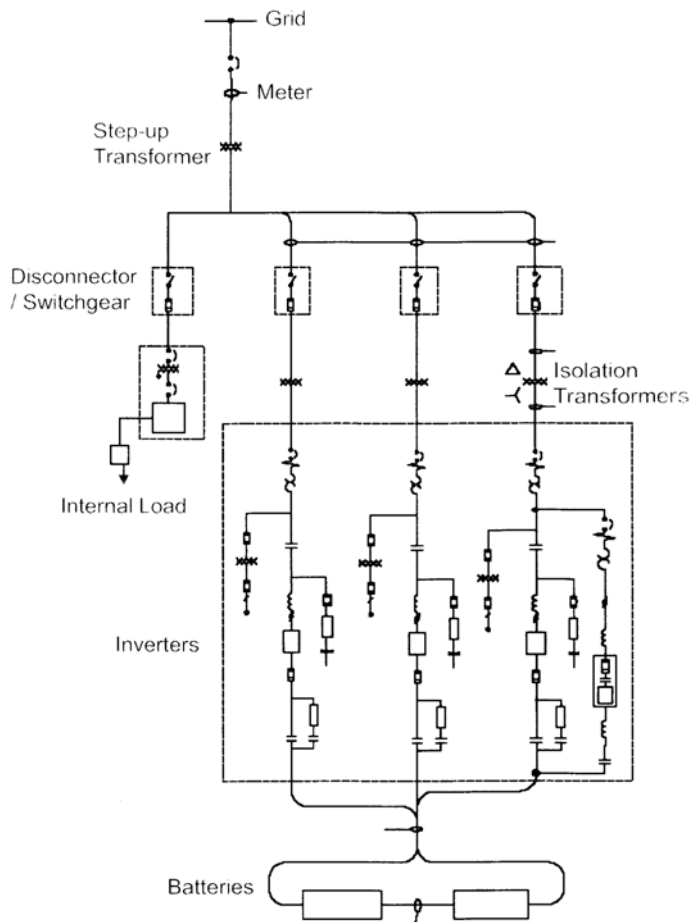 Grid
Meter
Step-up
Transformer
Disconnector
/ Switchgear
Isolation
Transformers
Internal Load
Inverters
Batteries